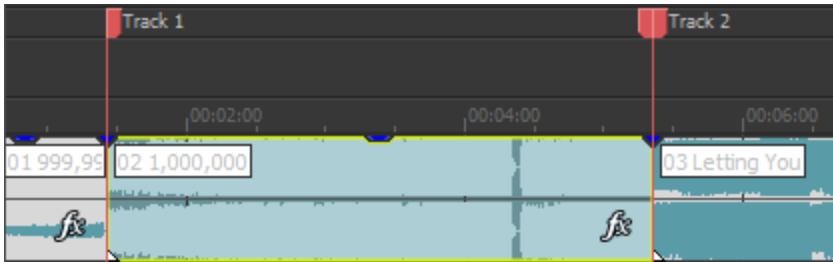 Track 1
Track 2
00:02:00
00:04:00
00:06:00
01 999,99
02 1,000,000
03 Letting You
fx
fx